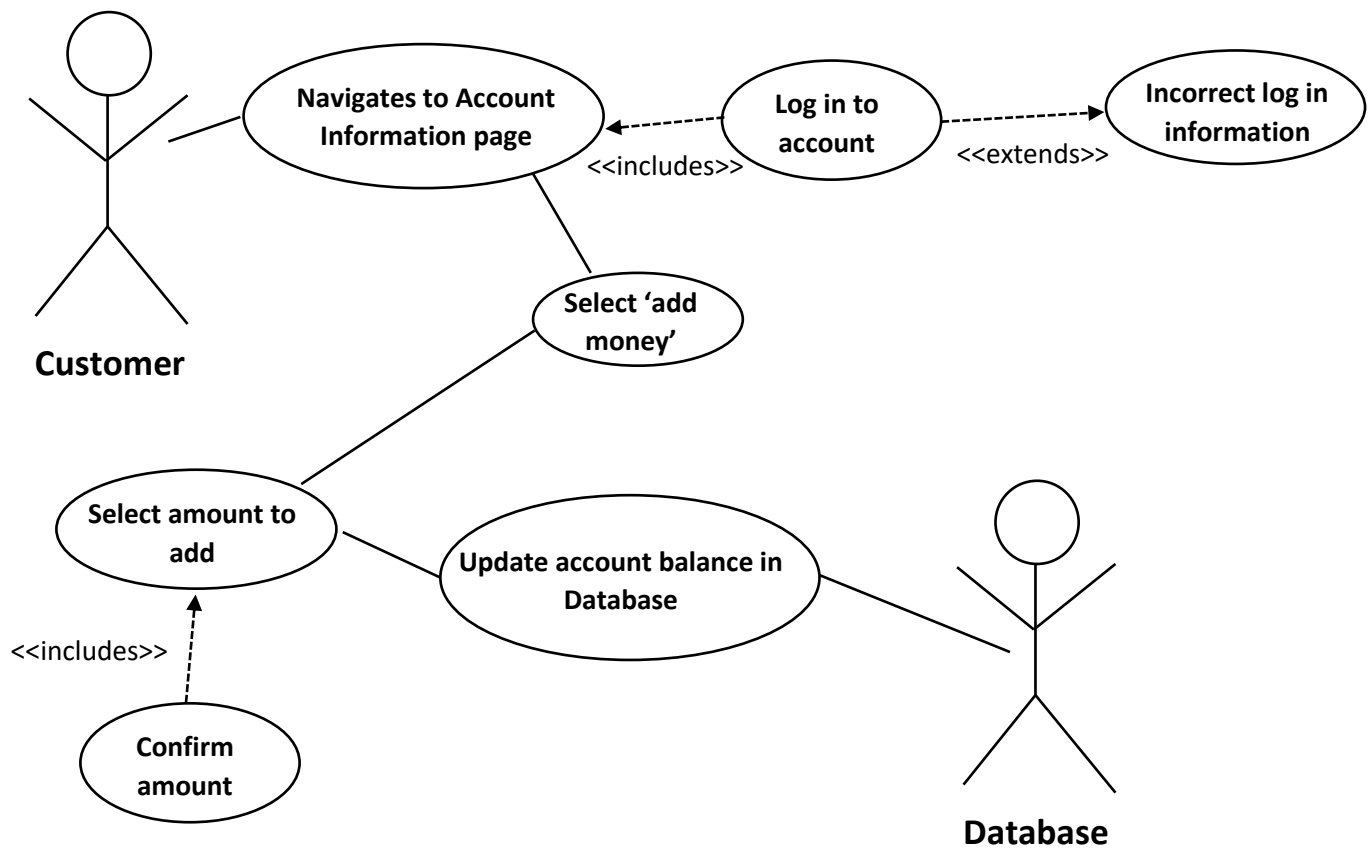 Navigates to Account
Information page
Log in to
account
Incorrect log in
information
<<includes>>
<<extends>>
Select ‘add
money’
Customer
Select amount to
add
Update account balance in
Database
<<includes>>
Confirm
amount
Database